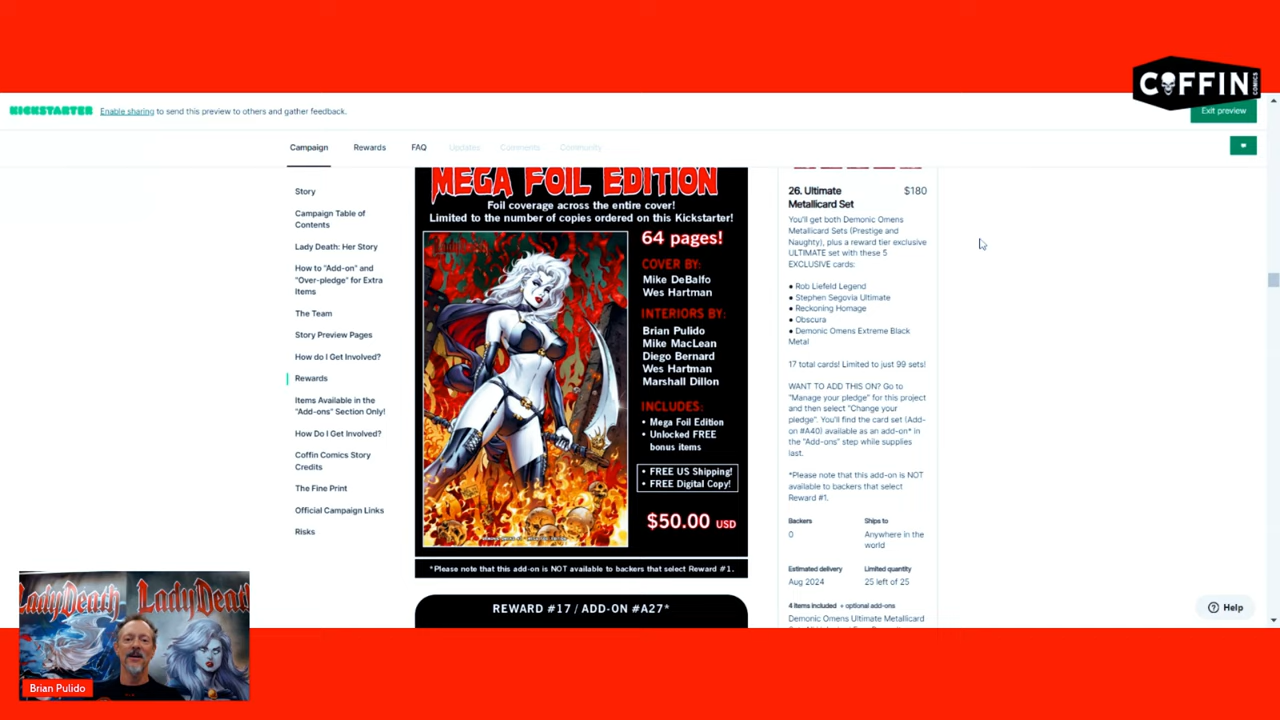 COFFIN
COMICS
KICKSTARTER
Enable sharing to send this preview to others and gather feedback.
Exit preview
Campaign
Rewards
FAQ
Updates
Comments
Community
Story
Campaign Table of
Contents
Lady Death: Her Story
How to "Add-on" and
"Over-pledge" for Extra
Items
The Team
Story Preview Pages
How do I Get Involved?
Rewards
Items Available in the
"Add-ons" Section Only!
How Do I Get Involved?
Coffin Comics Story
Credits
The Fine Print
Official Campaign Links
Risks
MEGA FOIL EDITION
Foil coverage across the entire cover!
Limited to the number of copies ordered on this Kickstarter!
64 pages!
COVER BY:
Mike DeBalfo
Wes Hartman
INTERIORS BY:
Brian Pulido
Mike MacLean
Diego Bernard
Wes Hartman
Marshall Dillon
INCLUDES:
• Mega Foil Edition
• Unlocked FREE
bonus items
• FREE US Shipping!
• FREE Digital Copy!
$50.00 USD
*Please note that this add-on is NOT available to backers that select Reward #1.
REWARD #17 / ADD-ON #A27*
26. Ultimate
Metallicard Set
$180
You'll get both Demonic Omens
Metallicard Sets (Prestige and
Naughty), plus a reward tier exclusive
ULTIMATE set with these 5
EXCLUSIVE cards:
● Rob Liefeld Legend
● Stephen Segovia Ultimate
● Reckoning Homage
● Obscura
● Demonic Omens Extreme Black
Metal
17 total cards! Limited to just 99 sets!
WANT TO ADD THIS ON? Go to
"Manage your pledge" for this project
and then select "Change your
pledge". You'll find the card set (Add-
on #A40) available as an add-on* in
the "Add-ons" step while supplies
last.
*Please note that this add-on is NOT
available to backers that select
Reward #1.
Backers
0
Ships to
Anywhere in the
world
Estimated delivery
Aug 2024
Limited quantity
25 left of 25
4 items included + optional add-ons
Demonic Omens Ultimate Metallicard
Help
Lady Death
Lady Death
Brian Pulido